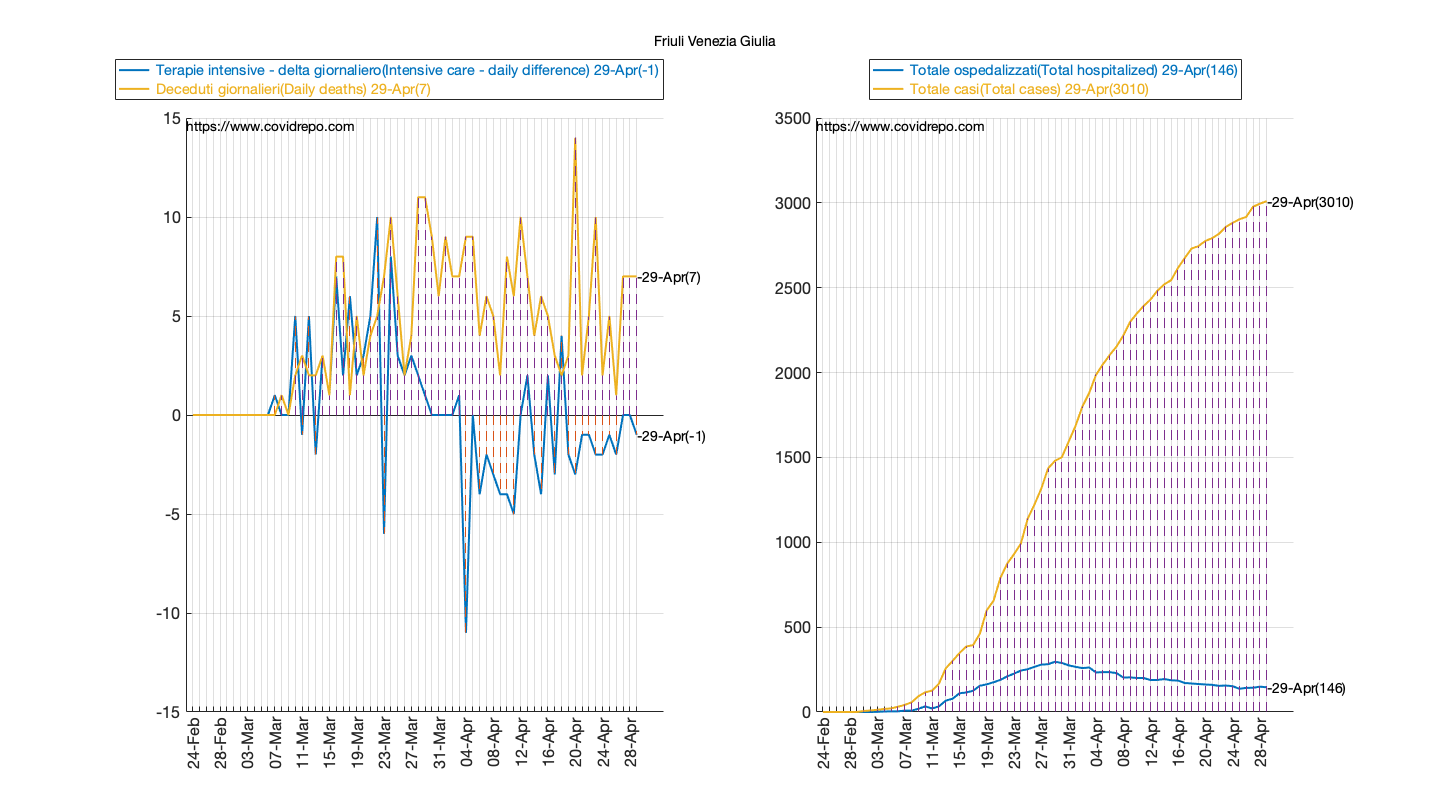 Friuli Venezia Giulia
Terapie intensive - delta giornaliero(Intensive care - daily difference) 29-Apr(-1)
Deceduti giornalieri(Daily deaths) 29-Apr(7)
15
https://www.covidrepo.com
10
5
0
-5
-10
-15
-29-Apr(7)
-29-Apr(-1)
24-Feb
28-Feb
03-Mar
07-Mar
11-Mar
15-Mar
19-Mar
23-Mar
27-Mar
31-Mar
04-Apr
08-Apr
12-Apr
16-Apr
20-Apr
24-Apr
28-Apr
Totale ospedalizzati(Total hospitalized) 29-Apr(146)
Totale casi(Total cases) 29-Apr(3010)
3500
https://www.covidrepo.com
3000
2500
2000
1500
1000
500
0
-29-Apr(3010)
-29-Apr(146)
24-Feb
28-Feb
03-Mar
07-Mar
11-Mar
15-Mar
19-Mar
23-Mar
27-Mar
31-Mar
04-Apr
08-Apr
12-Apr
16-Apr
20-Apr
24-Apr
28-Apr